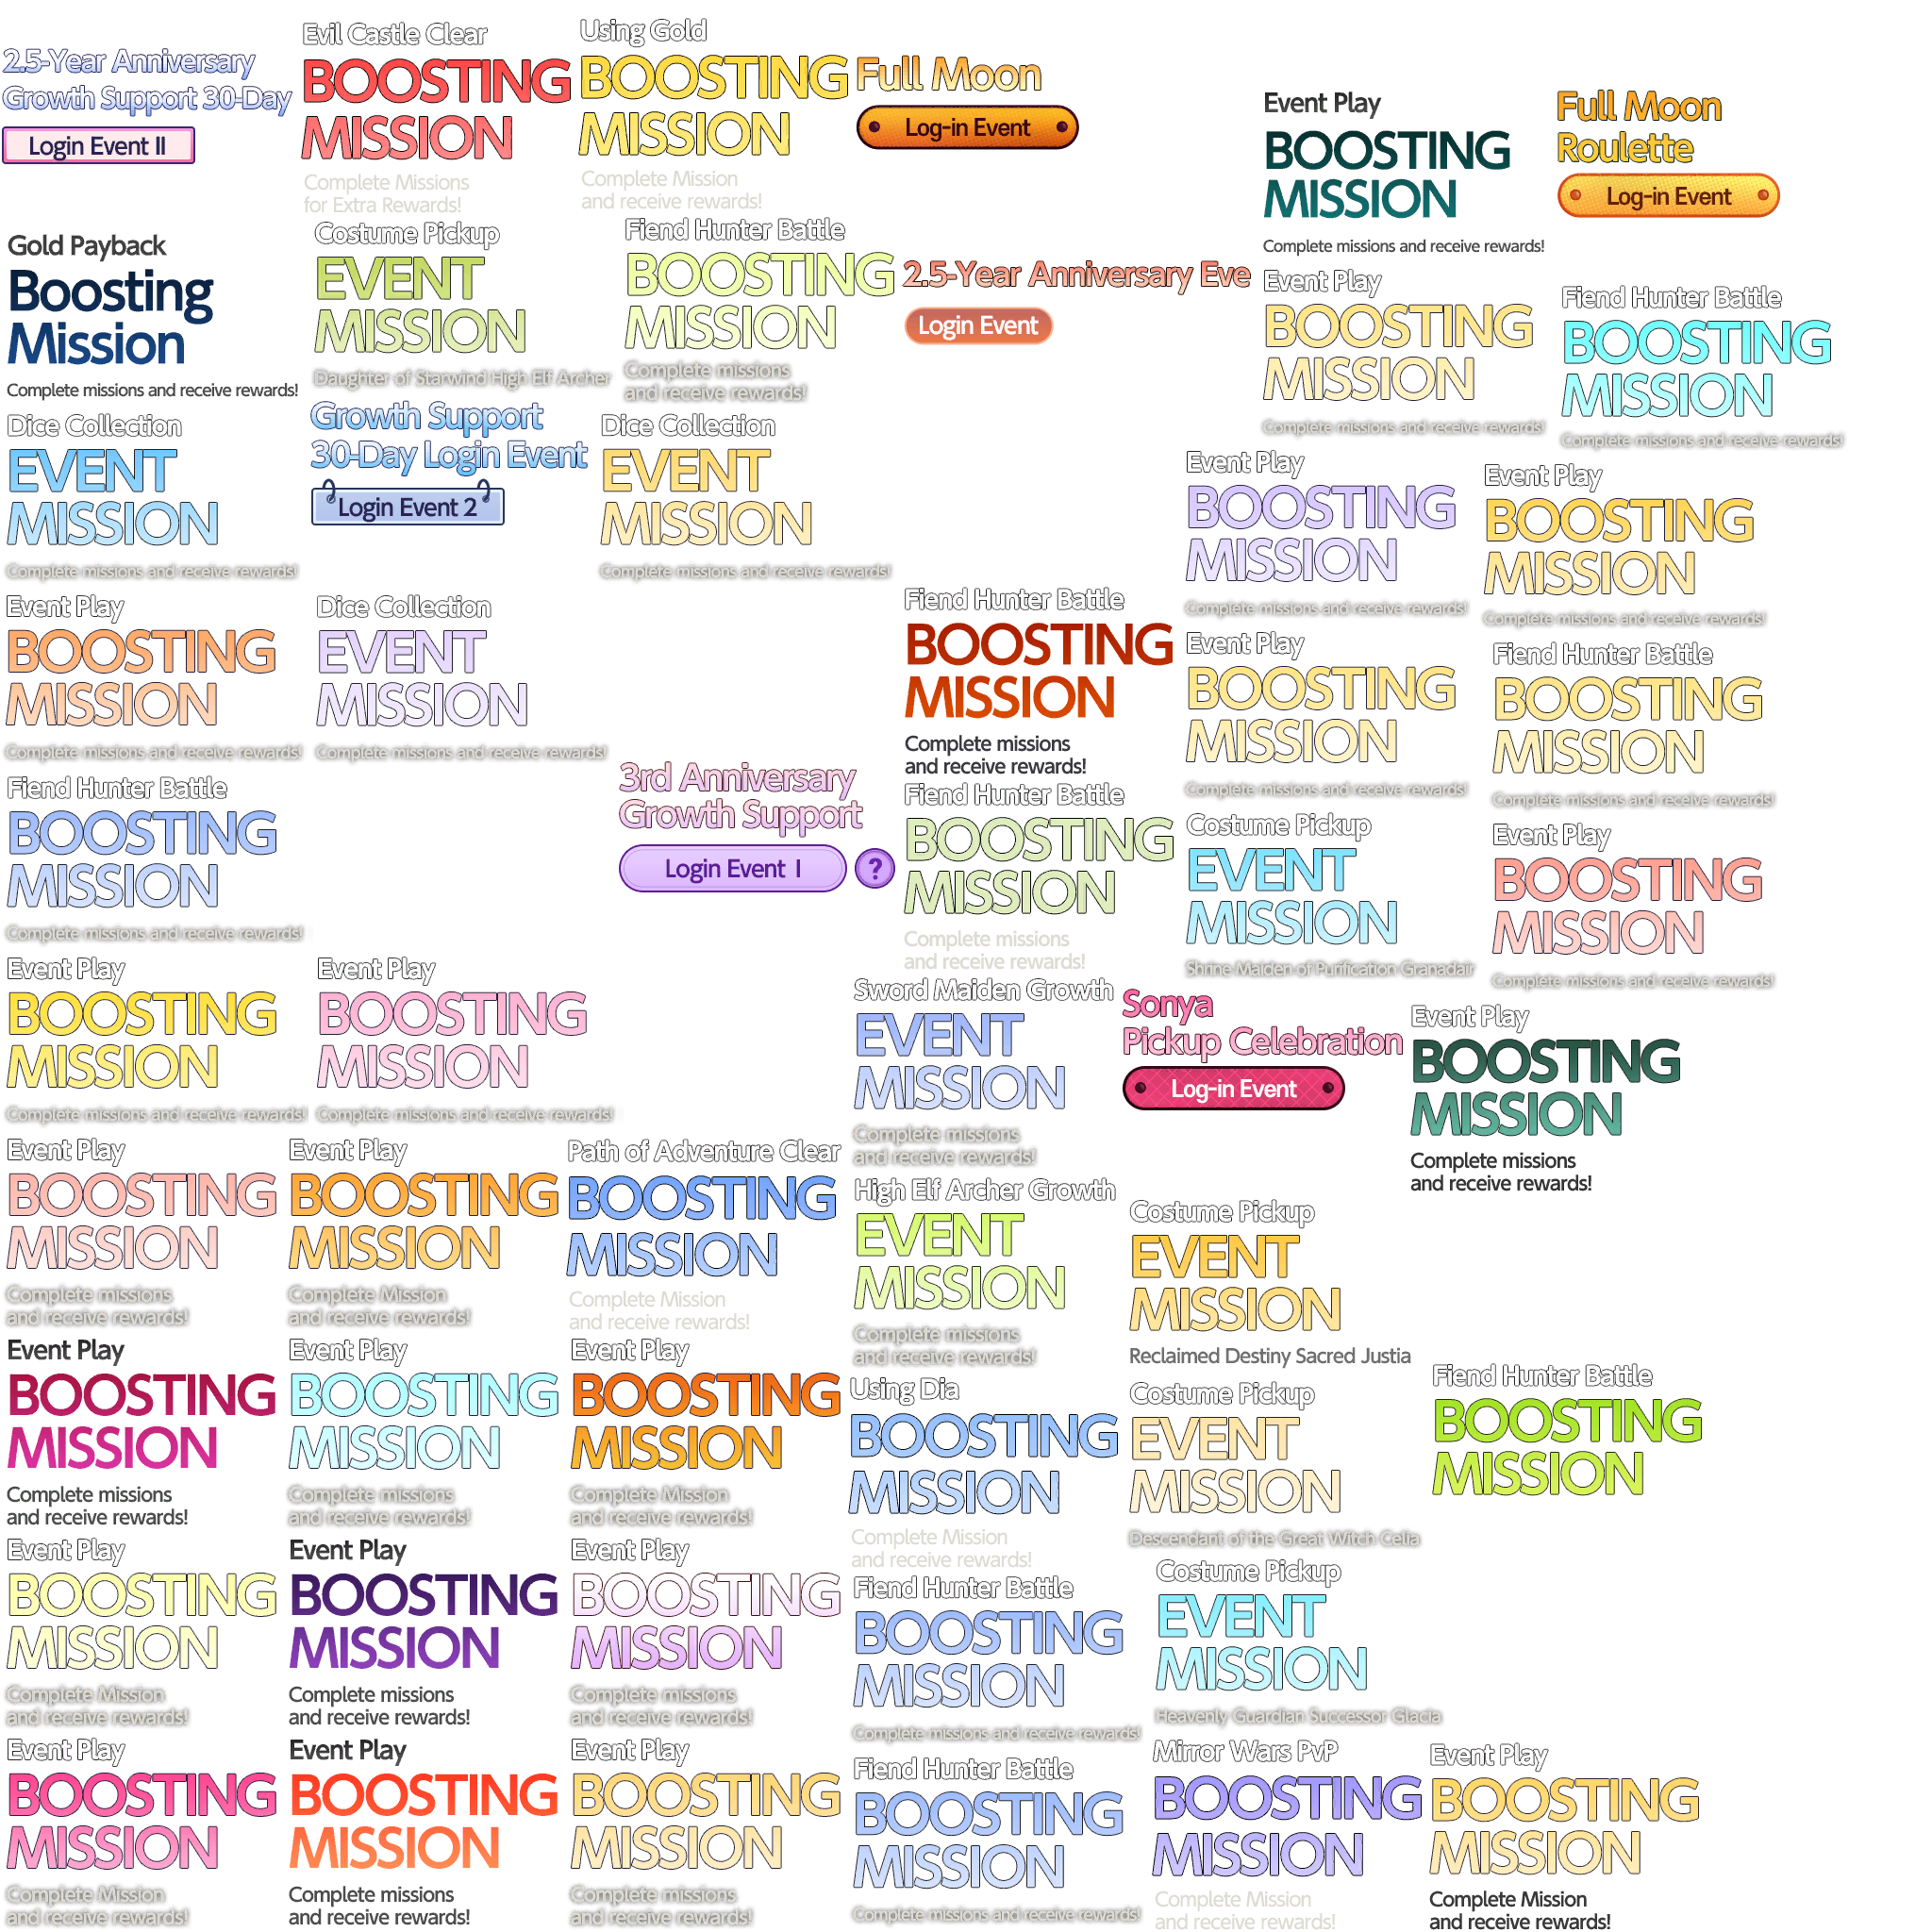 2.5-Year Anniversary
Growth Support 30-Day
Login Event II
Evil Castle Clear
BOOSTING
MISSION
Complete Missions
for Extra Rewards!
Using Gold
BOOSTING
MISSION
Complete Mission
and receive rewards!
Full Moon
Log-in Event
Event Play
BOOSTING
MISSION
Complete missions and receive rewards!
Full Moon
Roulette
Log-in Event
Gold Payback
Boosting
Mission
Complete missions and receive rewards!
Costume Pickup
EVENT
MISSION
Daughter of Starwind High Elf Archer
Fiend Hunter Battle
BOOSTING
MISSION
Complete missions
and receive rewards!
2.5-Year Anniversary Eve
Login Event
Event Play
BOOSTING
MISSION
Complete missions and receive rewards!
Fiend Hunter Battle
BOOSTING
MISSION
Complete missions and receive rewards!
Dice Collection
EVENT
MISSION
Complete missions and receive rewards!
Growth Support
30-Day Login Event
Login Event 2
Dice Collection
EVENT
MISSION
Complete missions and receive rewards!
Event Play
BOOSTING
MISSION
Complete missions and receive rewards!
Event Play
BOOSTING
MISSION
Complete missions and receive rewards!
Event Play
BOOSTING
MISSION
Complete missions and receive rewards!
Dice Collection
EVENT
MISSION
Complete missions and receive rewards!
Fiend Hunter Battle
BOOSTING
MISSION
Complete missions
and receive rewards!
Event Play
BOOSTING
MISSION
Complete missions and receive rewards!
Fiend Hunter Battle
BOOSTING
MISSION
Complete missions and receive rewards!
Fiend Hunter Battle
BOOSTING
MISSION
Complete missions and receive rewards!
3rd Anniversary
Growth Support
Login Event I
?
Fiend Hunter Battle
BOOSTING
MISSION
Complete missions
and receive rewards!
Costume Pickup
EVENT
MISSION
Shrine Maiden of Purification Granadair
Event Play
BOOSTING
MISSION
Complete missions and receive rewards!
Event Play
BOOSTING
MISSION
Complete missions and receive rewards!
Event Play
BOOSTING
MISSION
Complete missions and receive rewards!
Sword Maiden Growth
EVENT
MISSION
Complete missions
and receive rewards!
Sonya
Pickup Celebration
Log-in Event
Event Play
BOOSTING
MISSION
Complete missions
and receive rewards!
Event Play
BOOSTING
MISSION
Complete missions
and receive rewards!
Event Play
BOOSTING
MISSION
Complete Mission
and receive rewards!
Path of Adventure Clear
BOOSTING
MISSION
Complete Mission
and receive rewards!
High Elf Archer Growth
EVENT
MISSION
Complete missions
and receive rewards!
Costume Pickup
EVENT
MISSION
Reclaimed Destiny Sacred Justia
Event Play
BOOSTING
MISSION
Complete missions
and receive rewards!
Event Play
BOOSTING
MISSION
Complete missions
and receive rewards!
Event Play
BOOSTING
MISSION
Complete Mission
and receive rewards!
Using Dia
BOOSTING
MISSION
Complete Mission
and receive rewards!
Costume Pickup
EVENT
MISSION
Descendant of the Great Witch Celia
Fiend Hunter Battle
BOOSTING
MISSION
Event Play
BOOSTING
MISSION
Complete Mission
and receive rewards!
Event Play
BOOSTING
MISSION
Complete missions
and receive rewards!
Event Play
BOOSTING
MISSION
Complete missions
and receive rewards!
Fiend Hunter Battle
BOOSTING
MISSION
Complete missions and receive rewards!
Costume Pickup
EVENT
MISSION
Heavenly Guardian Successor Glacia
Event Play
BOOSTING
MISSION
Complete Mission
and receive rewards!
Event Play
BOOSTING
MISSION
Complete missions
and receive rewards!
Event Play
BOOSTING
MISSION
Complete missions
and receive rewards!
Fiend Hunter Battle
BOOSTING
MISSION
Complete missions and receive rewards!
Mirror Wars PvP
BOOSTING
MISSION
Complete Mission
and receive rewards!
Event Play
BOOSTING
MISSION
Complete Mission
and receive rewards!